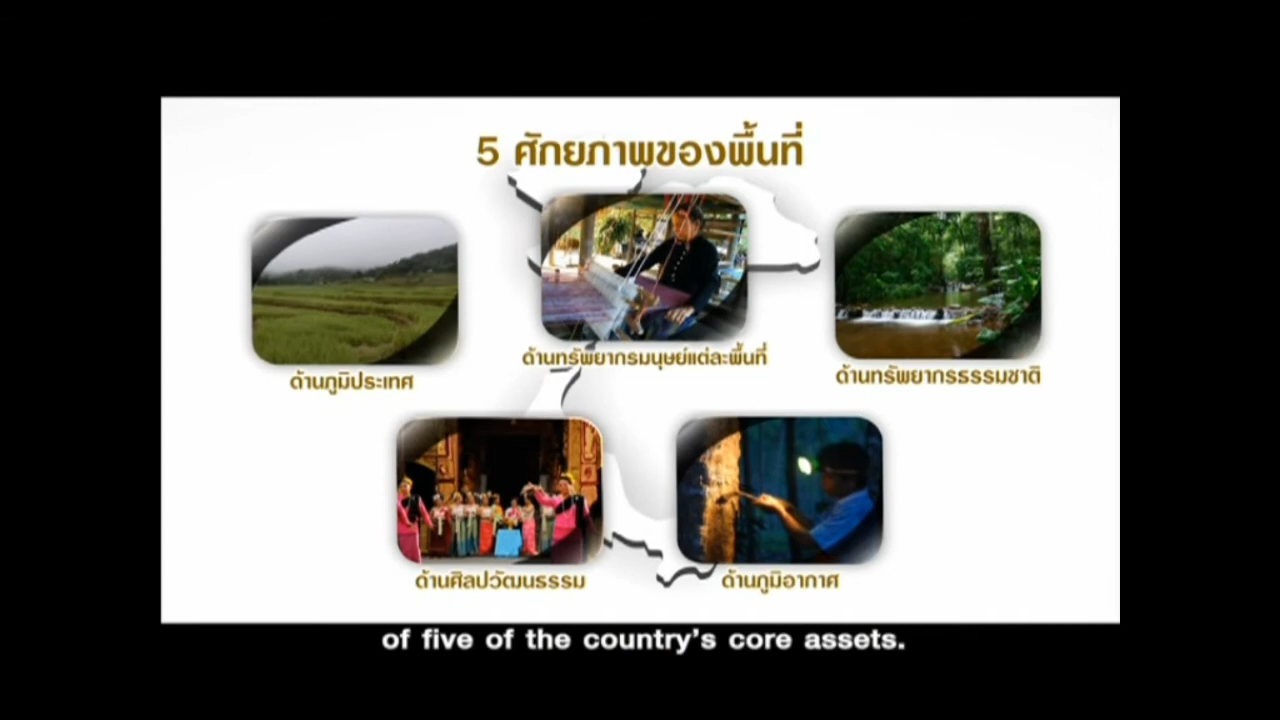 5 ศักยภาพของพื้นที่
ด้านทรัพยากรมนุษย์แต่ละพื้นที่
ด้านภูมิประเทศ
ด้านทรัพยากรธรรมชาติ
ด้านศิลปวัฒนธรรม
ด้านภูมิอากาศ
of five of the country's core assets.